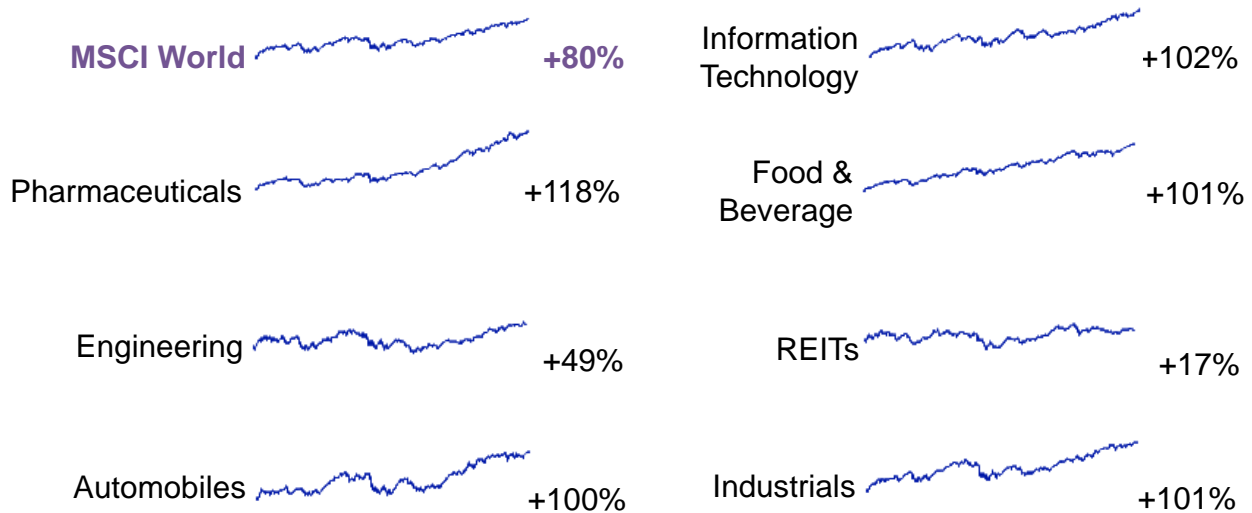 MSCI World
+80%
Information
Technology
+102%
Pharmaceuticals
+118%
Food &
Beverage
+101%
Engineering
+49%
REITs
+17%
Automobiles
+100%
Industrials
+101%